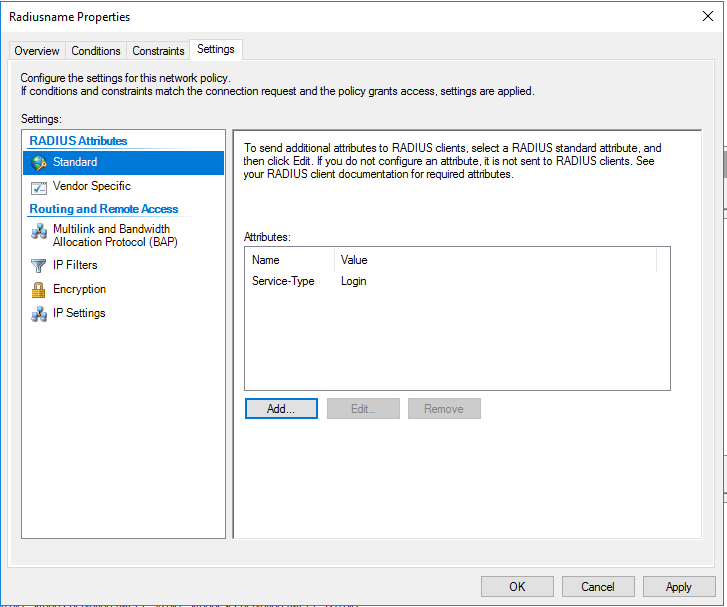 Radiusname Properties
Overview
Conditions
Constraints
Settings
Configure the settings for this network policy.
If conditions and constraints match the connection request and the policy grants access, settings are applied.
Settings:
RADIUS Attributes
Standard
Vendor Specific
Routing and Remote Access
Multilink and Bandwidth
Allocation Protocol (BAP)
IP Filters
Encryption
IP Settings
To send additional attributes to RADIUS clients, select a RADIUS standard attribute, and
then click Edit. If you do not configure an attribute, it is not sent to RADIUS clients. See
your RADIUS client documentation for required attributes.
Attributes:
Name Value
Service-Type Login
Add...
Edit...
Remove
OK
Cancel
Apply